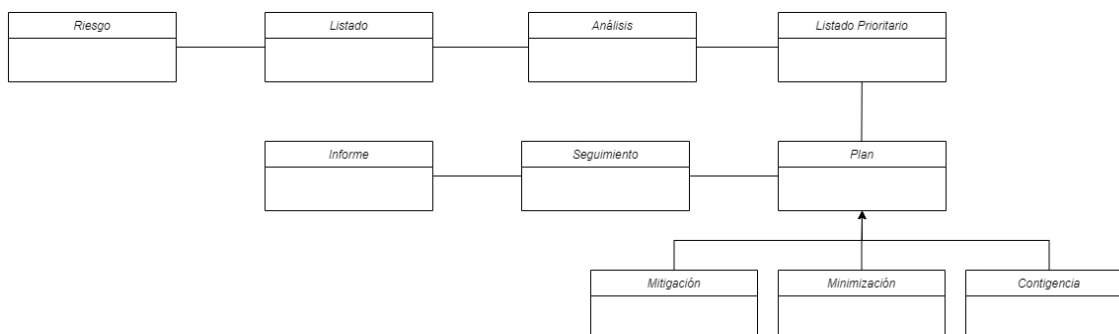 Riesgo
Listado
Análisis
Listado Prioritario
Informe
Seguimiento
Plan
Mitigación
Minimización
Contigencia